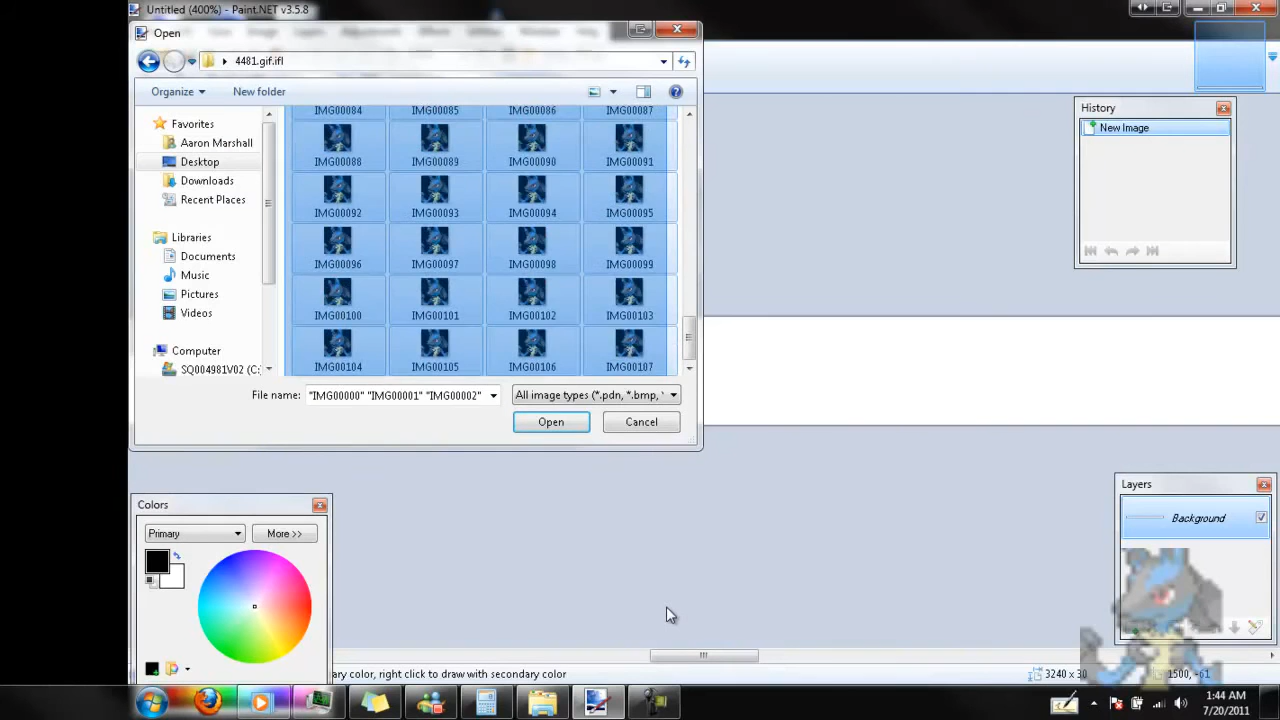 Untitled (400%) - Paint.NET v3.5.8
Open
4481.gif.ifl
Organize
New folder
Favorites
Aaron Marshall
Desktop
Downloads
Recent Places
Libraries
Documents
Music
Pictures
Videos
Computer
SQ004981V02 (C:
IMG00084 IMG00085 IMG00086 IMG00087
IMG00088 IMG00089 IMG00090 IMG00091
IMG00092 IMG00093 IMG00094 IMG00095
IMG00096 IMG00097 IMG00098 IMG00099
IMG00100 IMG00101 IMG00102 IMG00103
IMG00104 IMG00105 IMG00106 IMG00107
File name: "IMG00000" "IMG00001" "IMG00002"
All image types (*.pdn, *.bmp, 
Open
Cancel
History
New Image
Colors
Primary
More >>
Layers
Background
ary color, right click to draw with secondary color
3240 x 30
1500, -61
1:44 AM
7/20/2011